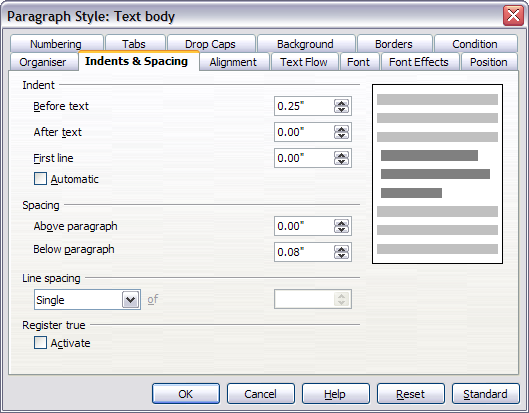 Paragraph Style: Text body
Numbering Tabs Drop Caps Background Borders Condition
Organiser Indents & Spacing Alignment Text Flow Font Font Effects Position
Indent
Before text 0.25"
After text 0.00"
First line 0.00"
Automatic
Spacing
Above paragraph 0.00"
Below paragraph 0.08"
Line spacing
Single of
Register true
Activate
OK Cancel Help Reset Standard